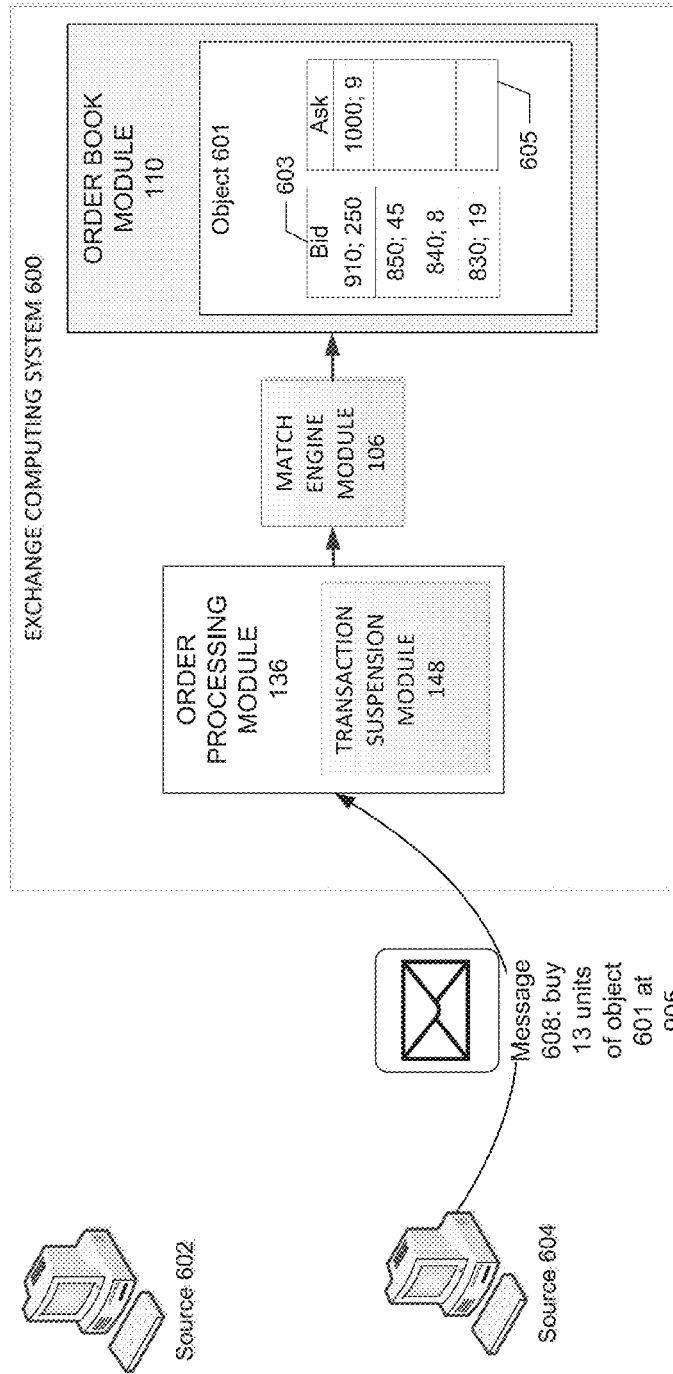 EXCHANGE COMPUTING SYSTEM 600
ORDER BOOK
MODULE
110
Object 601
603
Bid
Ask
910; 250
1000; 9
850; 45
840; 8
830; 19
605
MATCH
ENGINE
MODULE
106
ORDER
PROCESSING
MODULE
136
TRANSACTION
SUSPENSION
MODULE
148
Message
608: buy
13 units
of object
601 at
Source 602
Source 604